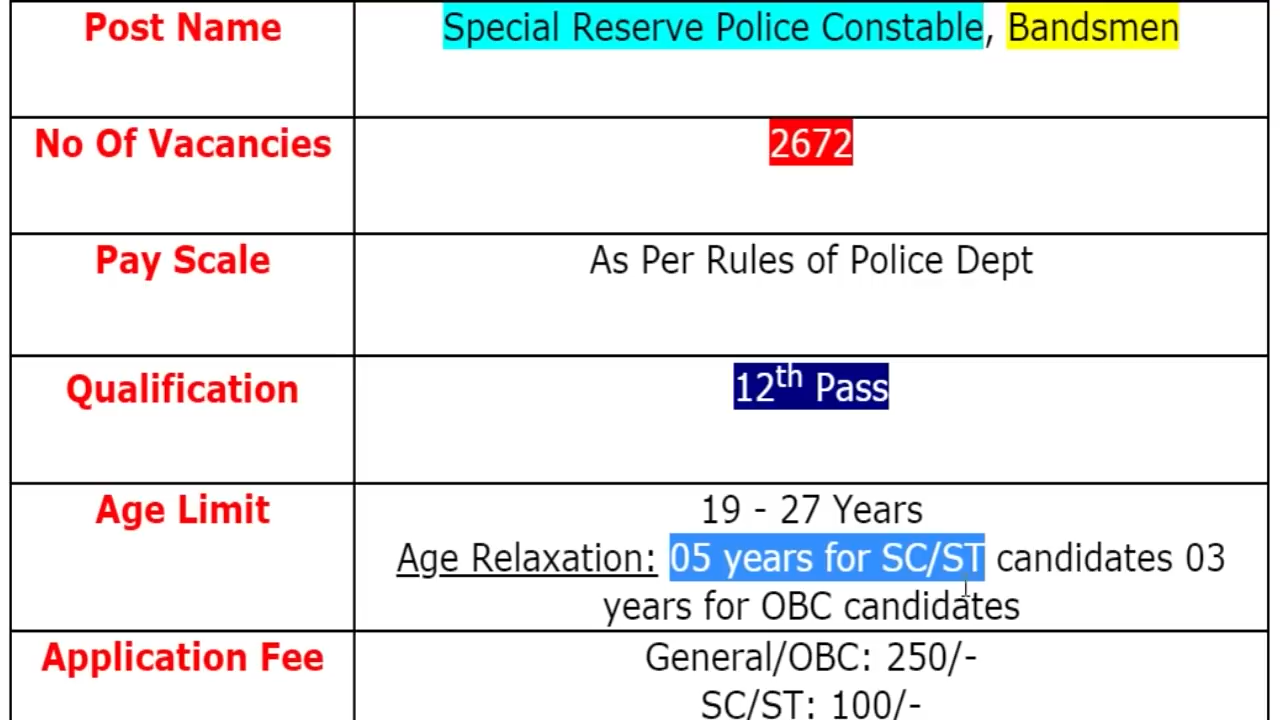 Post Name
Special Reserve Police Constable, Bandsmen
No Of Vacancies
2672
Pay Scale
As Per Rules of Police Dept
Qualification
12th Pass
Age Limit
19 - 27 Years
Age Relaxation: 05 years for SC/ST candidates 03
years for OBC candidates
Application Fee
General/OBC: 250/-
SC/ST: 100/-